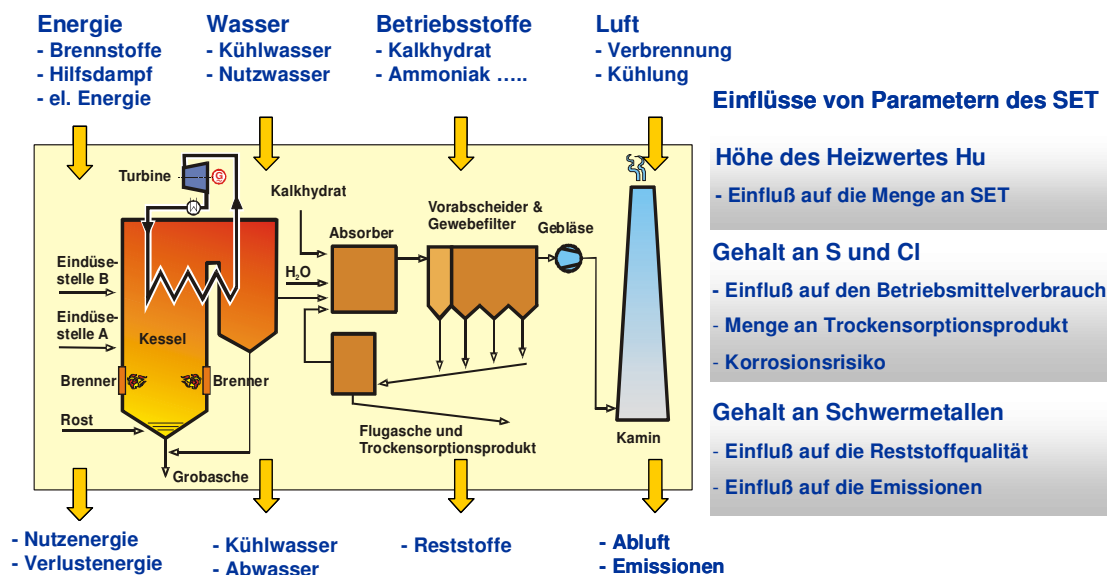 Energie
- Brennstoffe
- Hilfsdampf
- el. Energie
Wasser
- Kühlwasser
- Nutzwasser
Betriebsstoffe
- Kalkhydrat
- Ammoniak …..
Luft
- Verbrennung
- Kühlung
Turbine
G
Kalkhydrat
Absorber
Vorabscheider &
Gewebefilter
Gebläse
Eindüse-
stelle B
H2O
Eindüse-
stelle A
Kessel
Brenner
Brenner
Rost
Grobasche
Flugasche und
Trockensorptionsprodukt
Kamin
- Nutzenergie
- Verlustenergie
- Kühlwasser
- Abwasser
- Reststoffe
- Abluft
- Emissionen
Einflüsse von Parametern des SET
Höhe des Heizwertes Hu
- Einfluß auf die Menge an SET
Gehalt an S und Cl
- Einfluß auf den Betriebsmittelverbrauch
- Menge an Trockensorptionsprodukt
- Korrosionsrisiko
Gehalt an Schwermetallen
- Einfluß auf die Reststoffqualität
- Einfluß auf die Emissionen